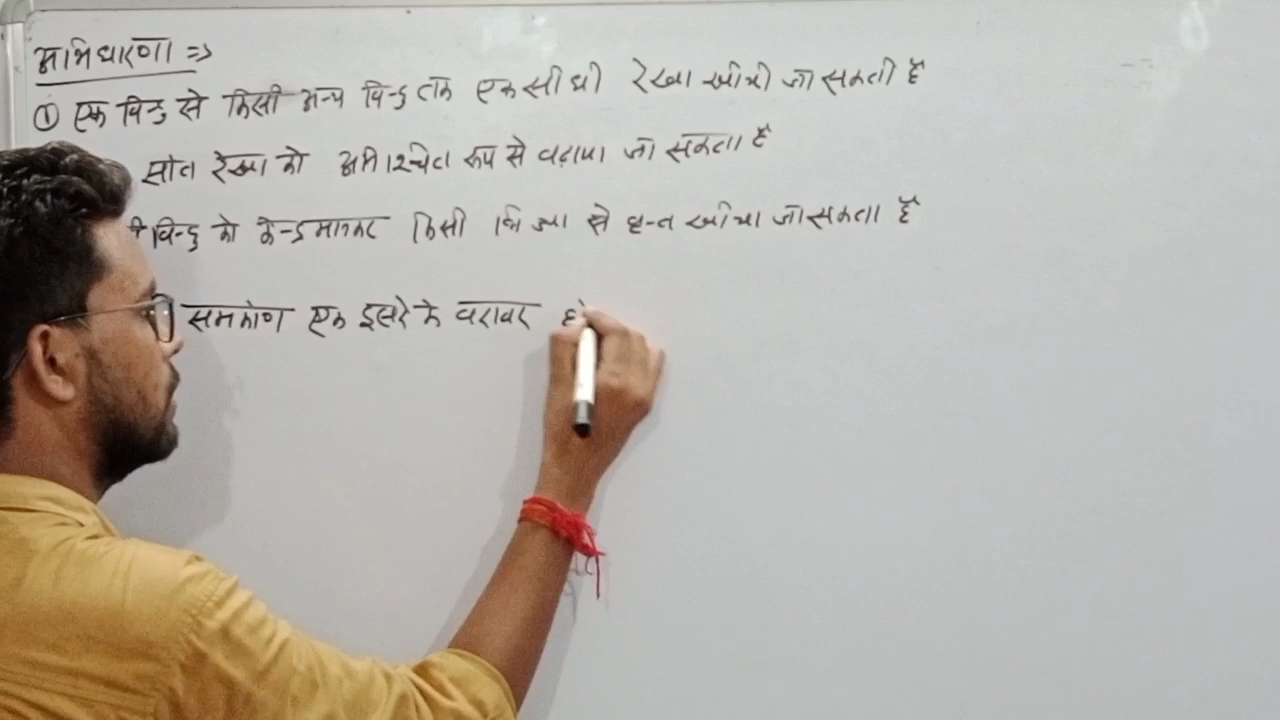 अभिधारणा ⇒
① एक बिन्दु से किसी अन्य बिन्दु तक एक सीधी रेखा खींची जा सकती है
सांत रेखा को अनिश्चित रूप से बढ़ाया जा सकता है
बिन्दु को केन्द्र मानकर किसी त्रिज्या से वृत्त खींचा जा सकता है
समकोण एक दूसरे के बराबर